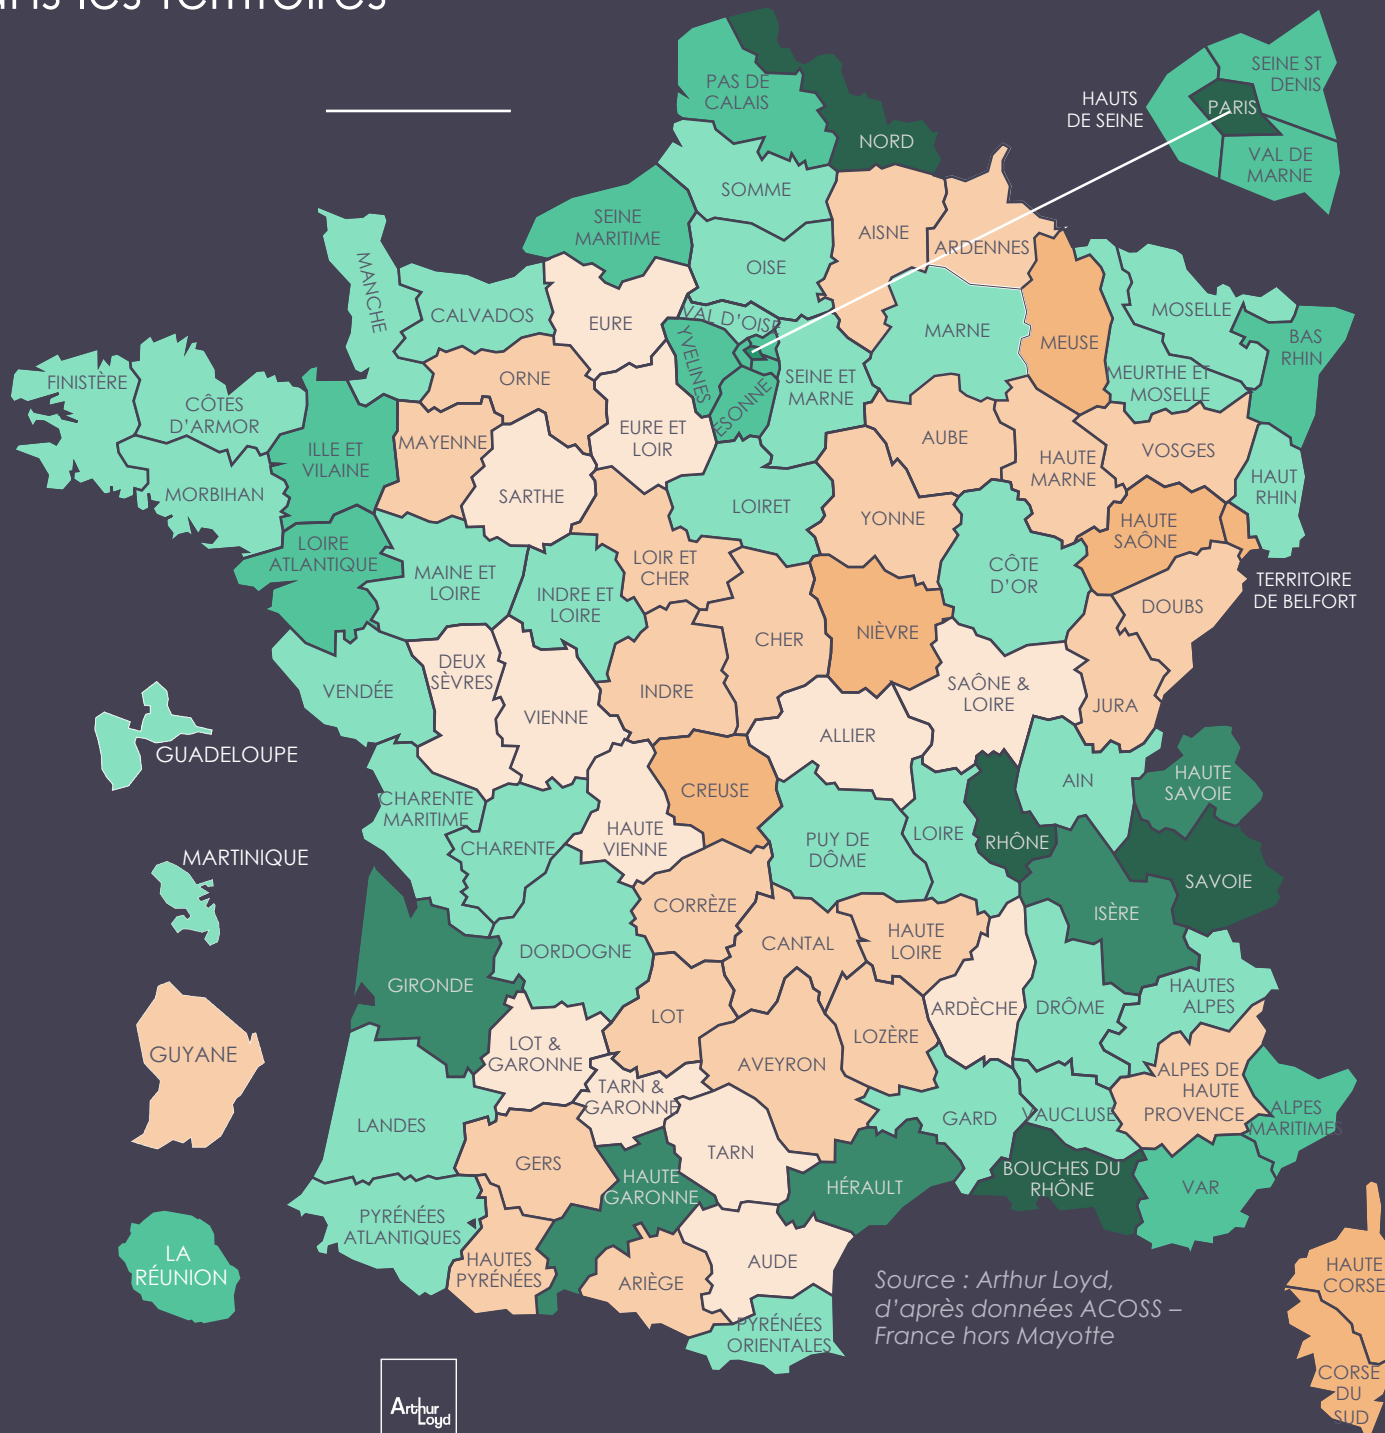 ans les territoires
PAS DE
CALAIS
NORD
HAUTS
DE SEINE
SEINE ST
DENIS
PARIS
VAL DE
MARNE
SOMME
SEINE
MARITIME
AISNE
ARDENNES
OISE
MANCHE
CALVADOS
EURE
VAL D'OISE
MARNE
MEUSE
MOSELLE
BAS
RHIN
FINISTÈRE
CÔTES
D'ARMOR
ORNE
YVELINES
ESONNE
SEINE ET
MARNE
MEURTHE ET
MOSELLE
ILLE ET
VILAINE
MAYENNE
EURE ET
LOIR
AUBE
HAUTE
MARNE
VOSGES
HAUT
RHIN
MORBIHAN
SARTHE
LOIRET
YONNE
HAUTE
SAÔNE
LOIRE
ATLANTIQUE
MAINE ET
LOIRE
INDRE ET
LOIRE
LOIR ET
CHER
CÔTE
D'OR
TERRITOIRE
DE BELFORT
DOUBS
CHER
NIÈVRE
VENDÉE
DEUX
SÈVRES
VIENNE
INDRE
SAÔNE &
LOIRE
JURA
GUADELOUPE
ALLIER
CHARENTE
MARITIME
CREUSE
AIN
HAUTE
SAVOIE
CHARENTE
HAUTE
VIENNE
PUY DE
DÔME
LOIRE
RHÔNE
MARTINIQUE
SAVOIE
ISÈRE
CORRÈZE
CANTAL
HAUTE
LOIRE
DORDOGNE
GIRONDE
LOT
ARDÈCHE
DRÔME
HAUTES
ALPES
GUYANE
LOT &
GARONNE
LOZÈRE
AVEYRON
TARN &
GARONNE
ALPES DE
HAUTE
PROVENCE
ALPES
MARITIMES
LANDES
GARD
VAUCLUSE
GERS
TARN
HAUTE
GARONNE
HÉRAULT
BOUCHES DU
RHÔNE
VAR
PYRÉNÉES
ATLANTIQUES
HAUTES
PYRÉNÉES
ARIÈGE
AUDE
LA
RÉUNION
PYRÉNÉES
ORIENTALES
HAUTE
CORSE
CORSE
DU
SUD
Source : Arthur Loyd,
d'après données ACOSS –
France hors Mayotte
Arthur
Loyd